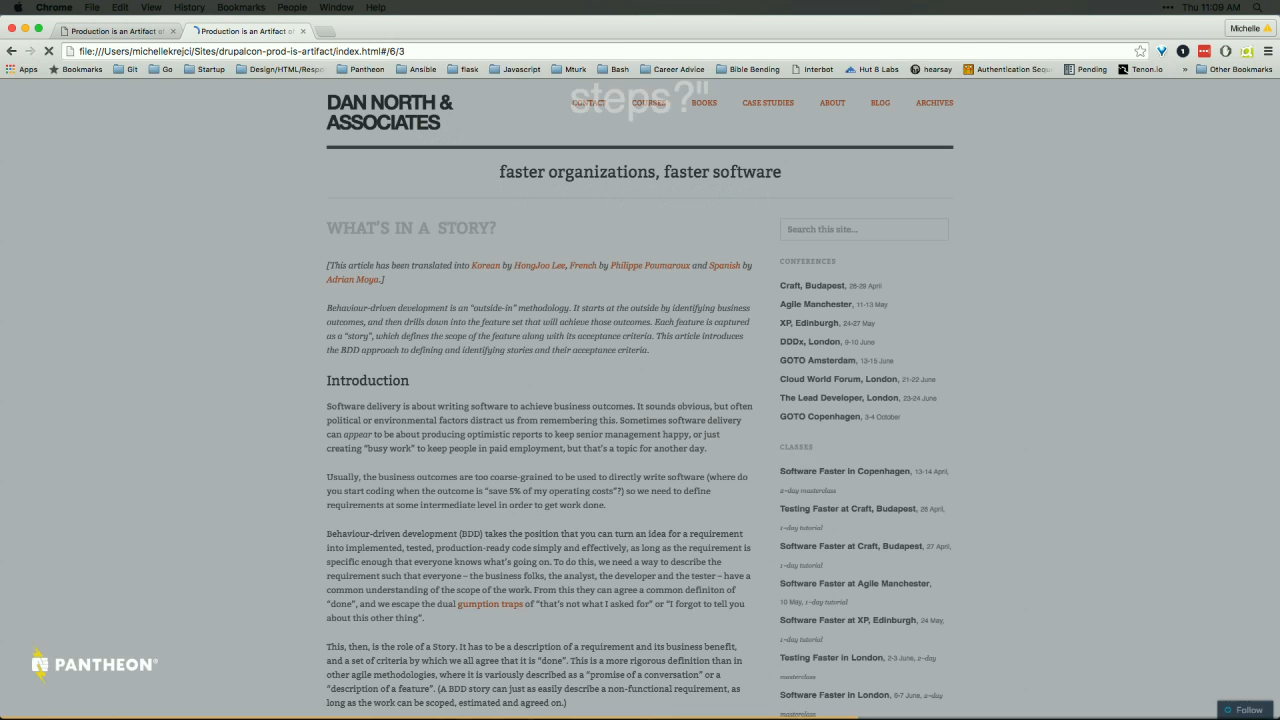 Chrome File Edit View History Bookmarks People Window Help
Thu 11:09 AM
Production is an Artifact of
Production is an Artifact of
Michelle
file:///Users/michellekrejci/Sites/drupalcon-prod-is-artifact/index.html#/6/3
Apps Bookmarks Git Go Startup Design/HTML/Respo Pantheon Ansible flask Javascript Mturk Bash Career Advice Bible Bending Interbot Hut 8 Labs hearsay Authentication Sequ Pending Tenon.io » Other Bookmarks
steps?"
DAN NORTH &
ASSOCIATES
CONTACT COURSES BOOKS CASE STUDIES ABOUT BLOG ARCHIVES
faster organizations, faster software
WHAT'S IN A STORY?
[This article has been translated into Korean by HongJoo Lee, French by Philippe Poumaroux and Spanish by
Adrian Moya.]
Behaviour-driven development is an "outside-in" methodology. It starts at the outside by identifying business
outcomes, and then drills down into the feature set that will achieve those outcomes. Each feature is captured
as a "story", which defines the scope of the feature along with its acceptance criteria. This article introduces
the BDD approach to defining and identifying stories and their acceptance criteria.
Introduction
Software delivery is about writing software to achieve business outcomes. It sounds obvious, but often
political or environmental factors distract us from remembering this. Sometimes software delivery
can appear to be about producing optimistic reports to keep senior management happy, or just
creating "busy work" to keep people in paid employment, but that's a topic for another day.
Usually, the business outcomes are too coarse-grained to be used to directly write software (where do
you start coding when the outcome is "save 5% of my operating costs"?) so we need to define
requirements at some intermediate level in order to get work done.
Behaviour-driven development (BDD) takes the position that you can turn an idea for a requirement
into implemented, tested, production-ready code simply and effectively, as long as the requirement is
specific enough that everyone knows what's going on. To do this, we need a way to describe the
requirement such that everyone – the business folks, the analyst, the developer and the tester – have a
common understanding of the scope of the work. From this they can agree a common definiton of
"done", and we escape the dual gumption traps of "that's not what I asked for" or "I forgot to tell you
about this other thing".
This, then, is the role of a Story. It has to be a description of a requirement and its business benefit,
and a set of criteria by which we all agree that it is "done". This is a more rigorous definition than in
other agile methodologies, where it is variously described as a "promise of a conversation" or a
"description of a feature". (A BDD story can just as easily describe a non-functional requirement, as
long as the work can be scoped, estimated and agreed on.)
Search this site...
CONFERENCES
Craft, Budapest, 26-29 April
Agile Manchester, 11-13 May
XP, Edinburgh, 24-27 May
DDDx, London, 9-10 June
GOTO Amsterdam, 13-15 June
Cloud World Forum, London, 21-22 June
The Lead Developer, London, 23-24 June
GOTO Copenhagen, 3-4 October
CLASSES
Software Faster in Copenhagen, 13-14 April,
2-day masterclass
Testing Faster at Craft, Budapest, 26 April,
1-day tutorial
Software Faster at Craft, Budapest, 27 April,
1-day tutorial
Software Faster at Agile Manchester,
10 May, 1-day tutorial
Software Faster at XP, Edinburgh, 24 May,
1-day tutorial
Testing Faster in London, 2-3 June, 2-day
masterclass
Software Faster in London, 6-7 June, 2-day
masterclass
PANTHEON®
Follow